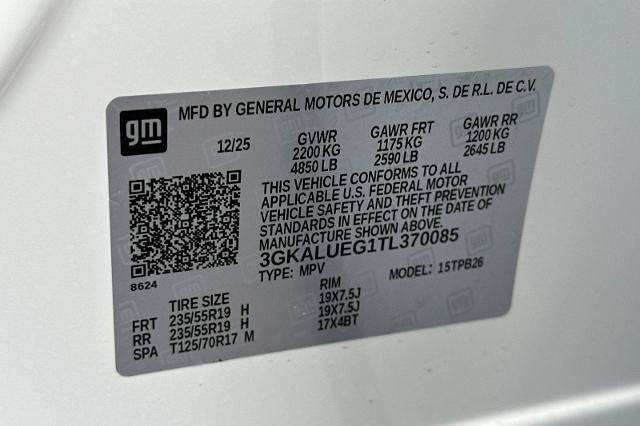 gm
MFD BY GENERAL MOTORS DE MEXICO, S. DE R.L. DE C.V.
12/25 GVWR GAWR FRT GAWR RR
2200 KG 1175 KG 1200 KG
4850 LB 2590 LB 2645 LB
THIS VEHICLE CONFORMS TO ALL
APPLICABLE U.S. FEDERAL MOTOR
VEHICLE SAFETY AND THEFT PREVENTION
STANDARDS IN EFFECT ON THE DATE OF
MANUFACTURE SHOWN ABOVE.
3GKALUEG1TL370085
TYPE: MPV MODEL: 15TPB26
8624
TIRE SIZE RIM
FRT 235/55R19 H 19X7.5J
RR 235/55R19 H 19X7.5J
SPA T125/70R17 M 17X4BT